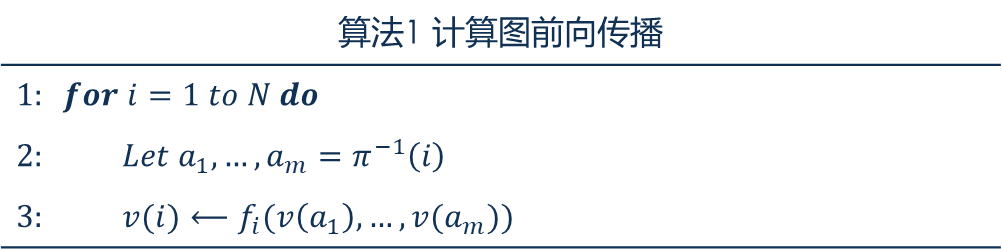 算法1 计算图前向传播
1: for i = 1 to N do
2: Let a₁, … , aₘ = π⁻¹(i)
3: v(i) ⟵ fᵢ(v(a₁), … , v(aₘ))